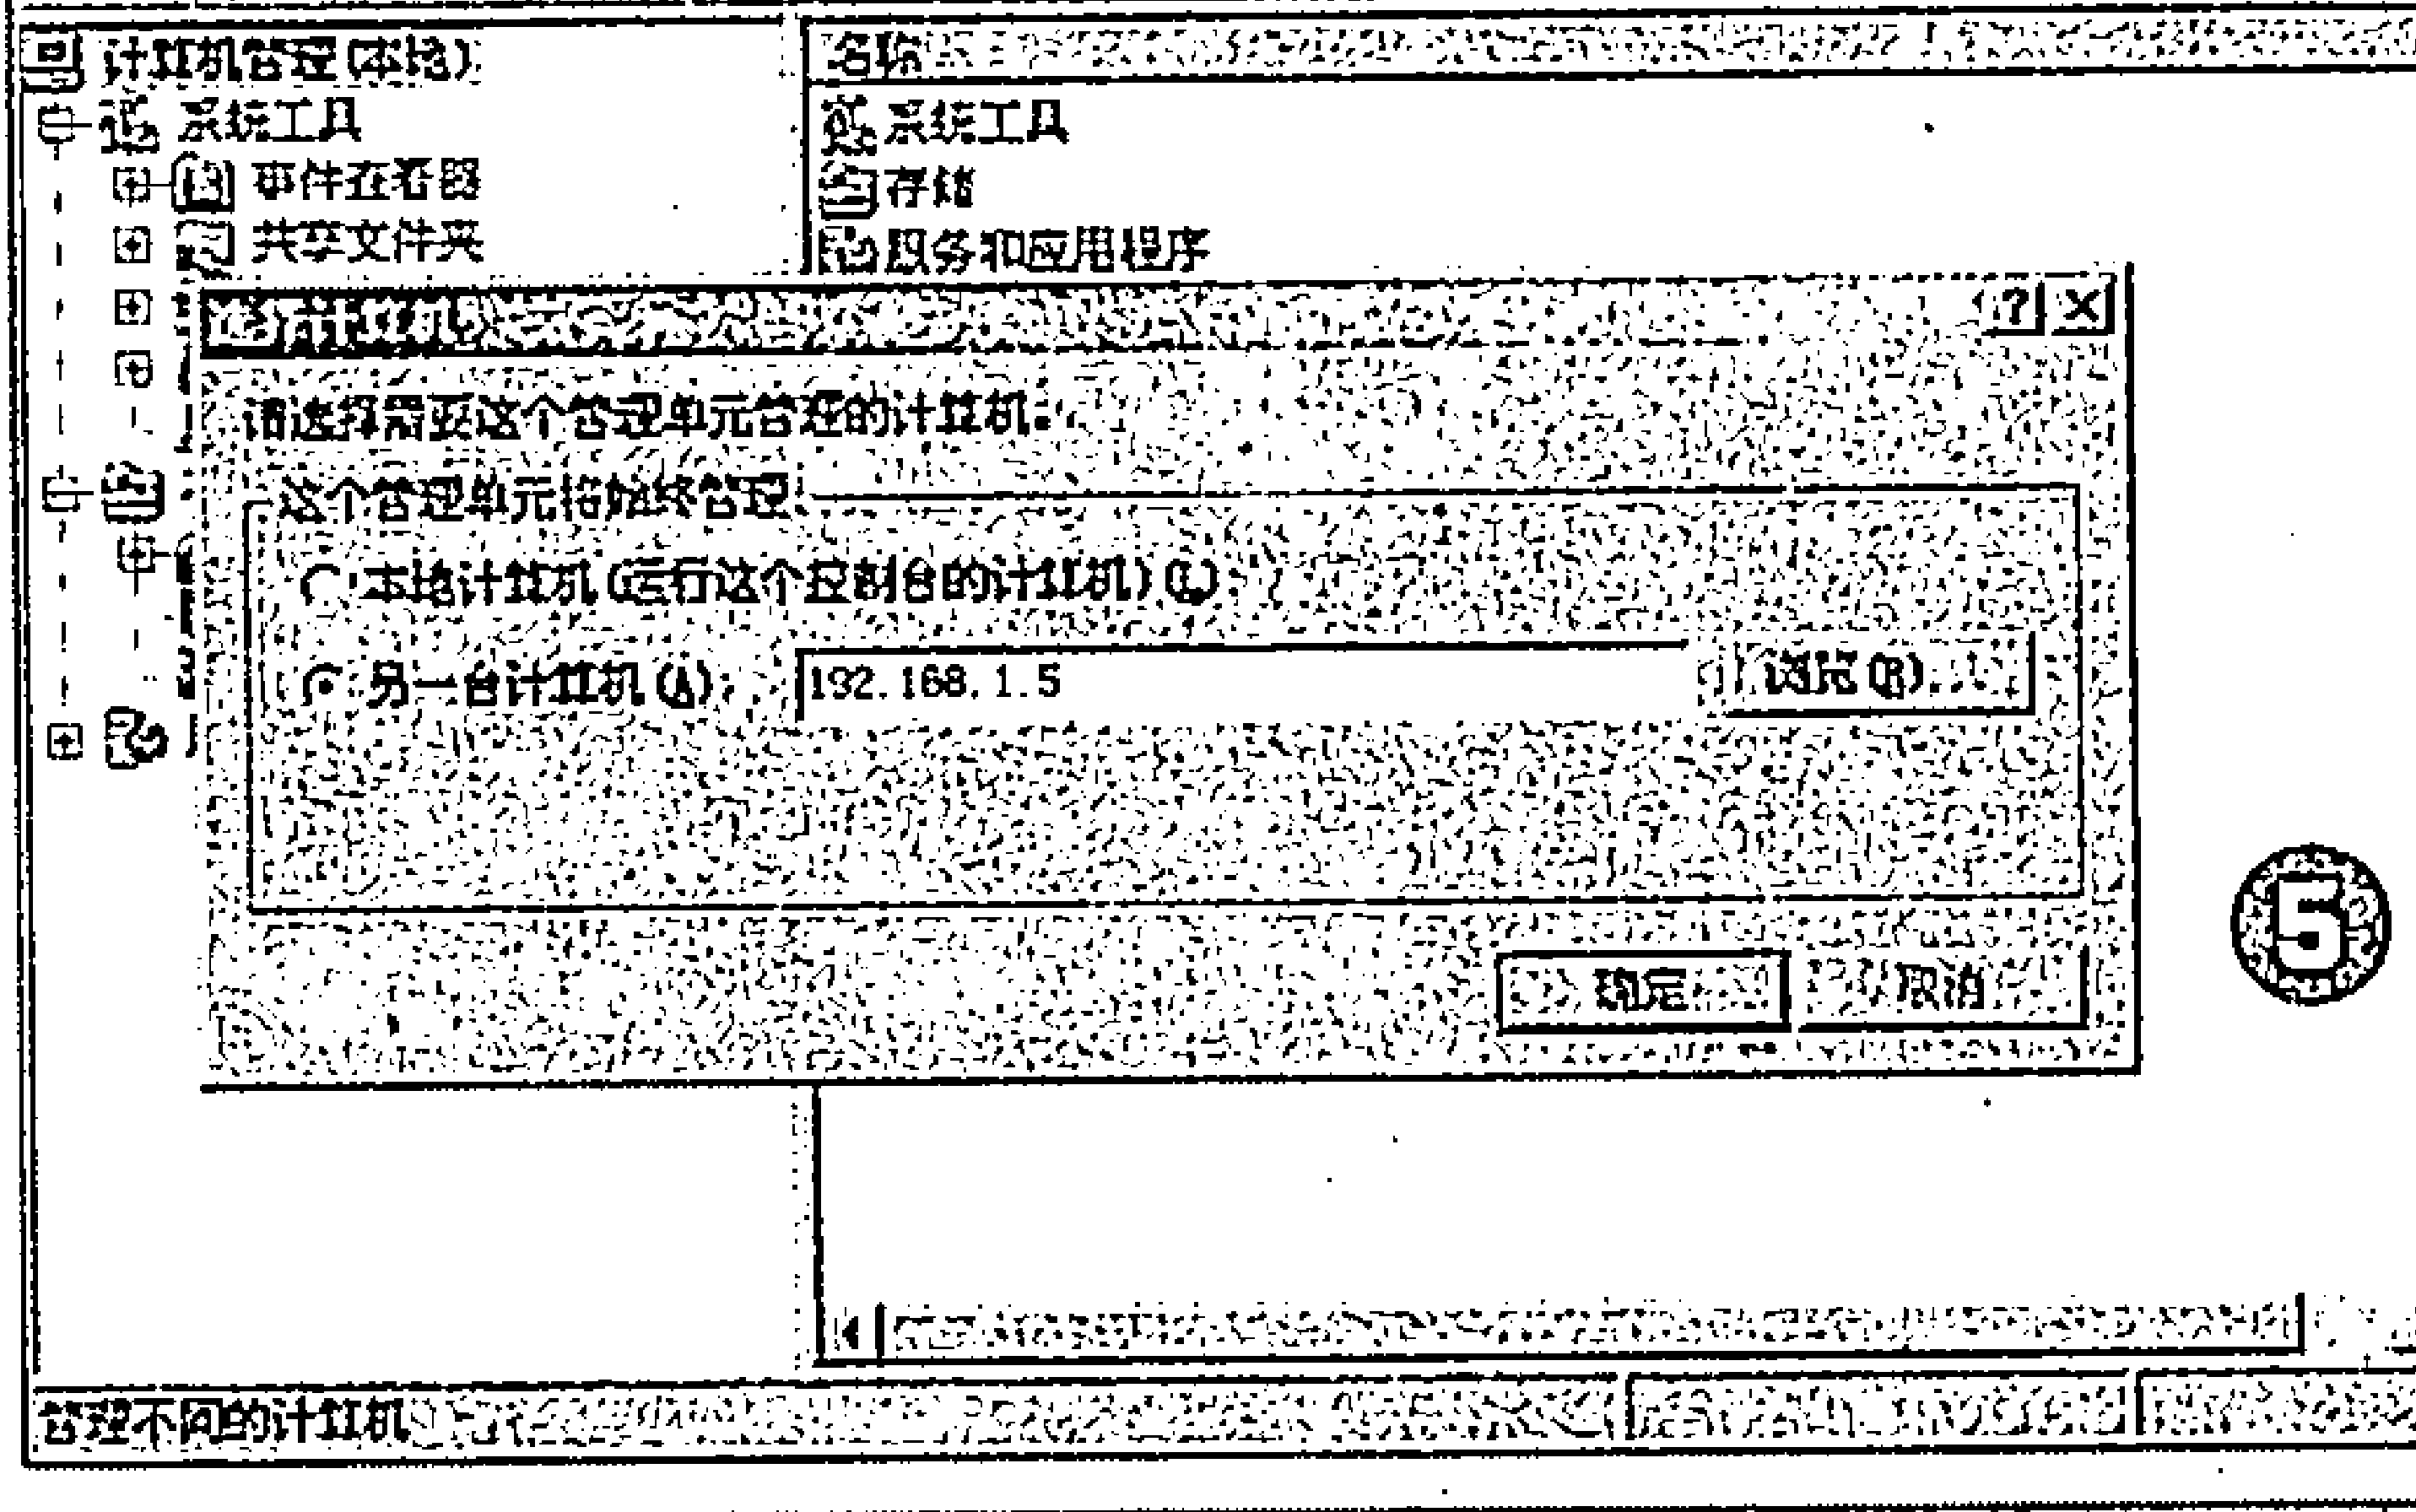 计算机管理(本地)
系统工具
事件查看器
共享文件夹
名称
系统工具
存储
服务和应用程序
选择计算机
请选择需要这个管理单元管理的计算机。
这个管理单元将始终管理:
本地计算机(运行这个控制台的计算机)(L)
另一台计算机(A):
192.168.1.5
浏览(R)...
确定
取消
5
管理不同的计算机